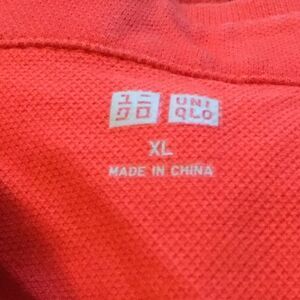 ユニ UNI
クロ QLO
XL
MADE IN CHINA